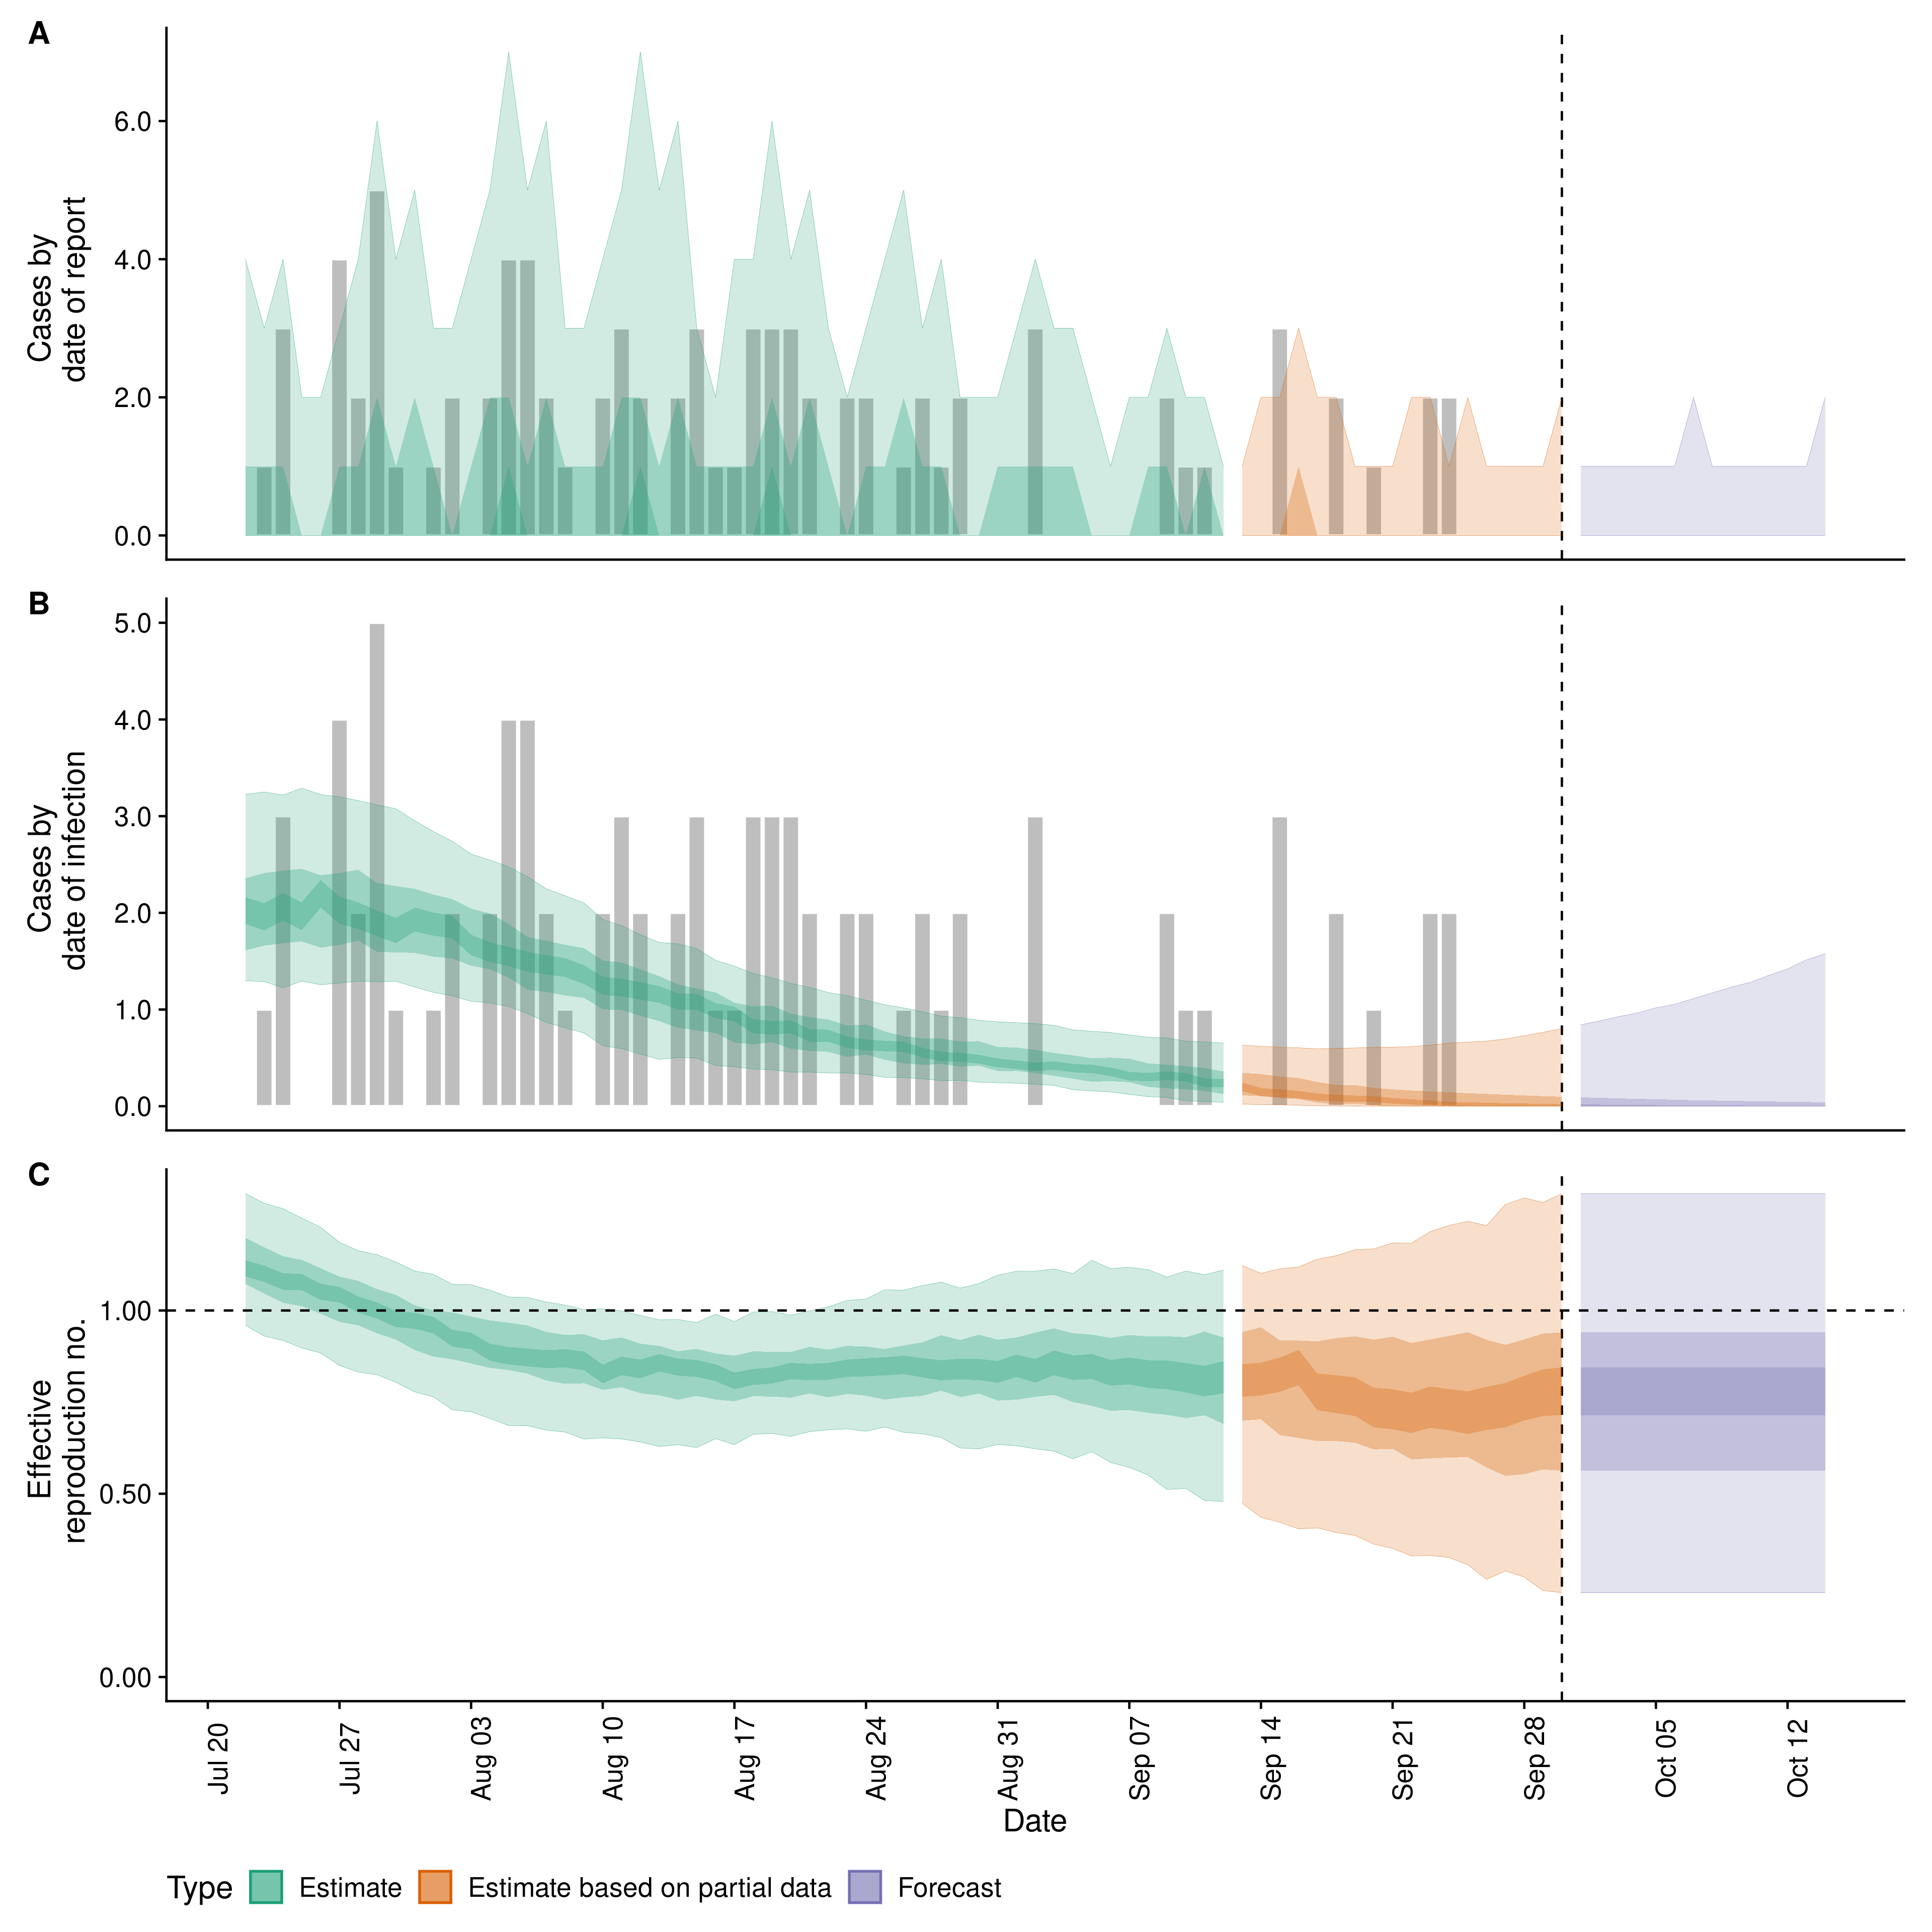 A
Cases by
date of report
6.0
4.0
2.0
0.0
B
Cases by
date of infection
5.0
4.0
3.0
2.0
1.0
0.0
C
Effective
reproduction no.
1.00
0.50
0.00
Jul 20
Jul 27
Aug 03
Aug 10
Aug 17
Aug 24
Aug 31
Sep 07
Sep 14
Sep 21
Sep 28
Oct 05
Oct 12
Date
Type Estimate Estimate based on partial data Forecast